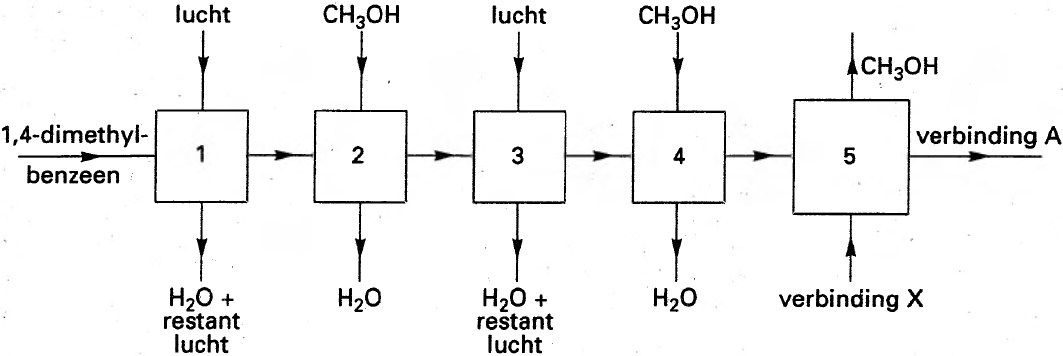 lucht
CH₃OH
lucht
CH₃OH
CH₃OH
1,4-dimethyl-
benzeen
1
2
3
4
5
verbinding A
H₂O +
restant
lucht
H₂O
H₂O +
restant
lucht
H₂O
verbinding X